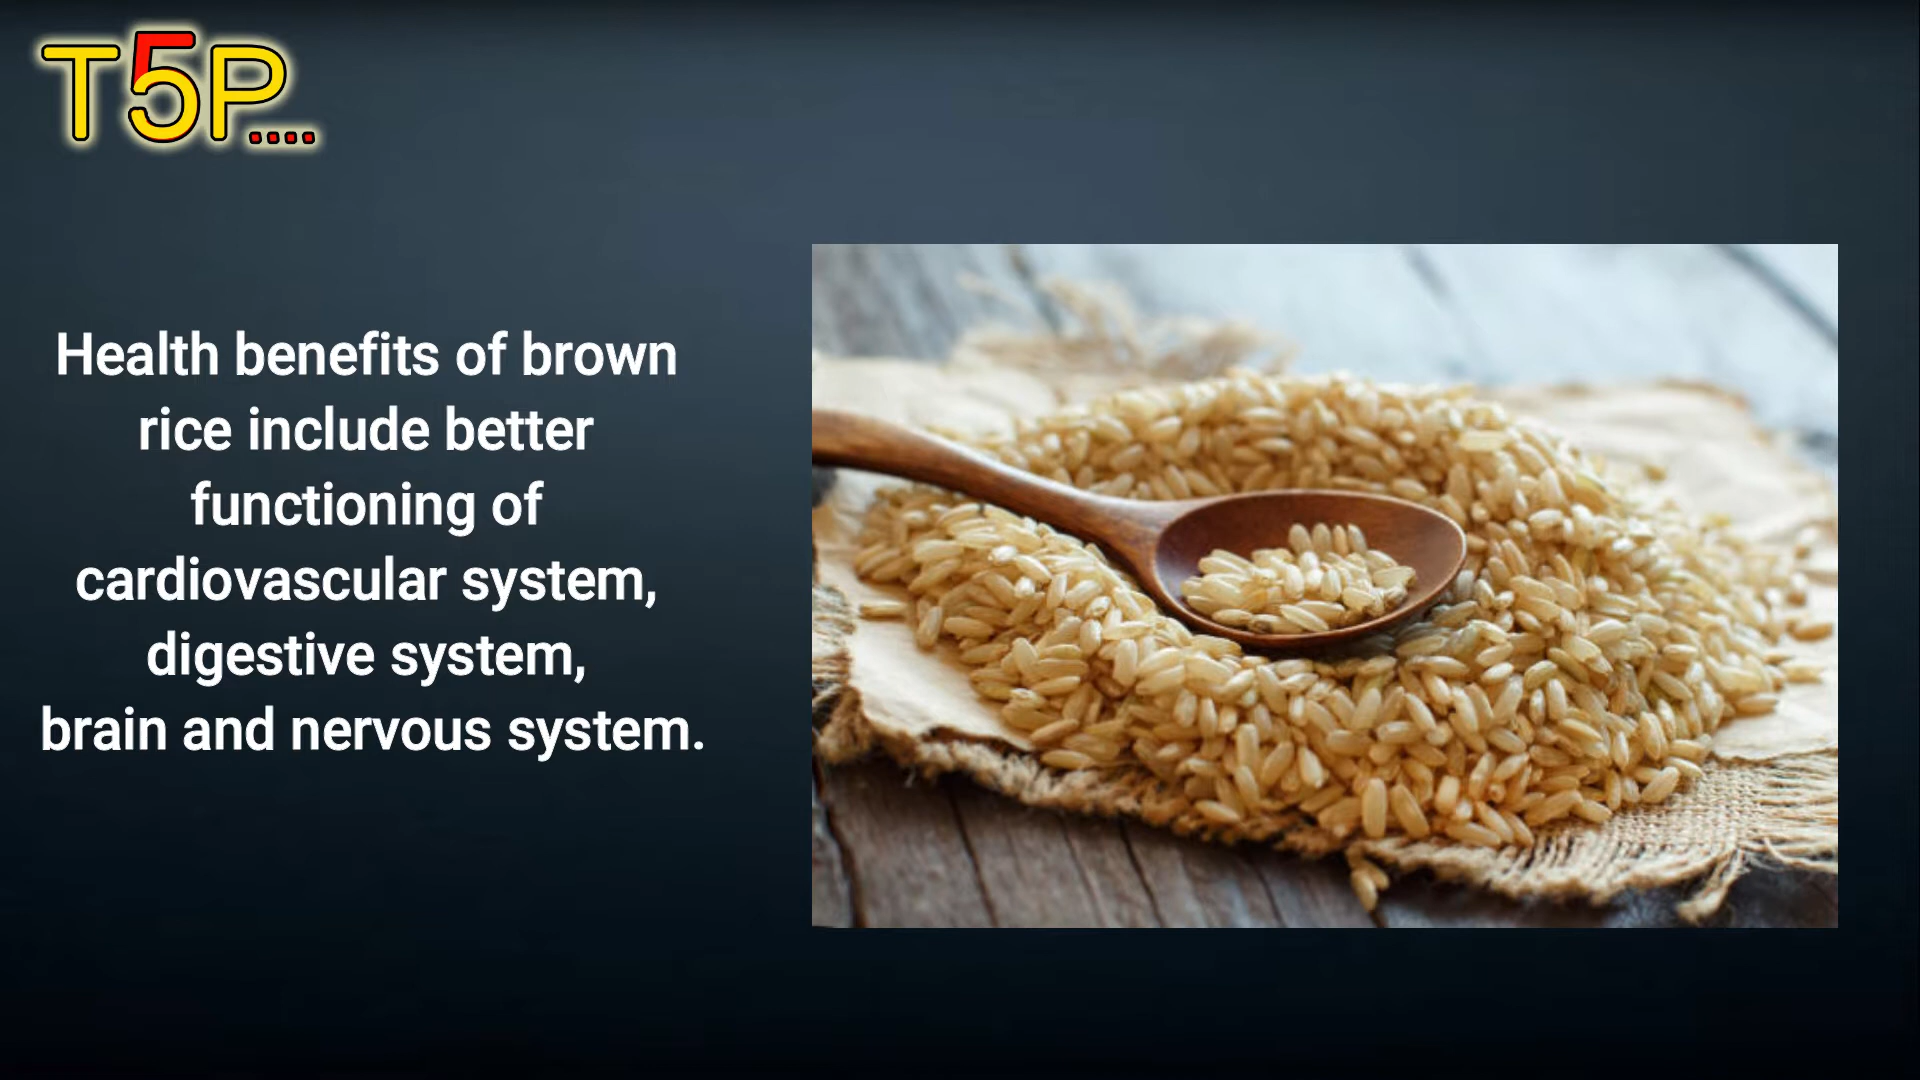 T5P....
Health benefits of brown
rice include better
functioning of
cardiovascular system,
digestive system,
brain and nervous system.